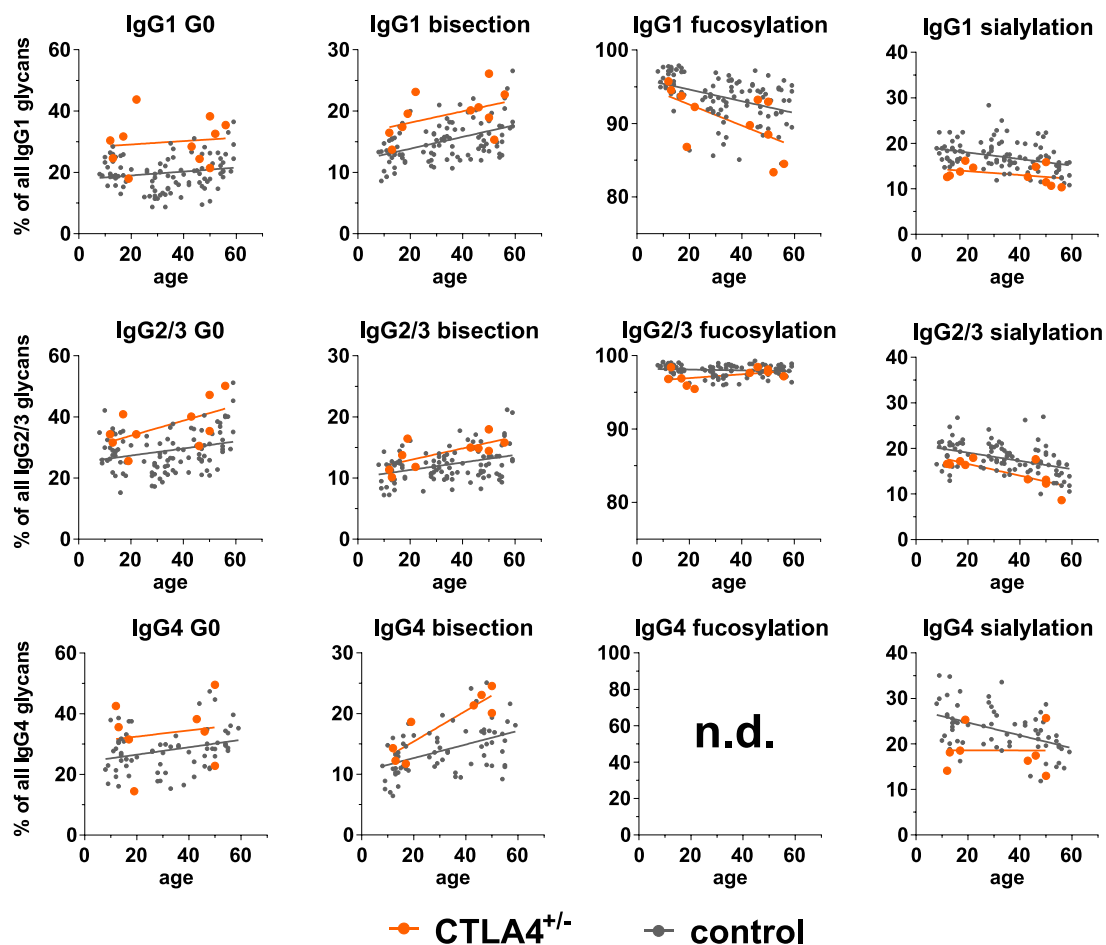 IgG1 G0
IgG1 bisection
IgG1 fucosylation
IgG1 sialylation
% of all IgG1 glycans
60
40
20
0
0 20 40 60
age
30
20
10
0
0 20 40 60
age
100
90
80
0 20 40 60
age
40
30
20
10
0
0 20 40 60
age
IgG2/3 G0
IgG2/3 bisection
IgG2/3 fucosylation
IgG2/3 sialylation
% of all IgG2/3 glycans
60
40
20
0
0 20 40 60
age
30
20
10
0
0 20 40 60
age
100
90
80
0 20 40 60
age
40
30
20
10
0
0 20 40 60
age
IgG4 G0
IgG4 bisection
IgG4 fucosylation
IgG4 sialylation
% of all IgG4 glycans
60
40
20
0
0 20 40 60
age
30
20
10
0
0 20 40 60
age
100
90
80
70
60
50
40
30
20
10
0
n.d.
0 20 40 60
age
40
30
20
10
0
0 20 40 60
age
CTLA4+/- control